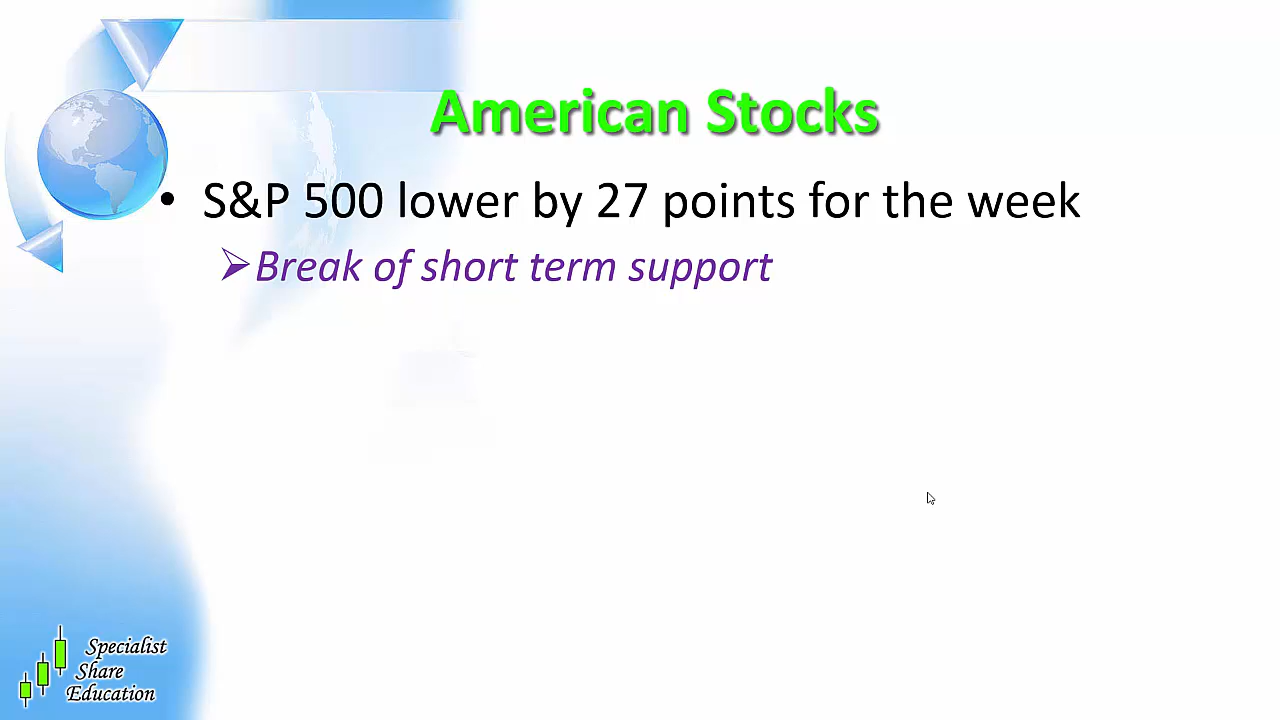 American Stocks
• S&P 500 lower by 27 points for the week
➢Break of short term support
Specialist
Share
Education